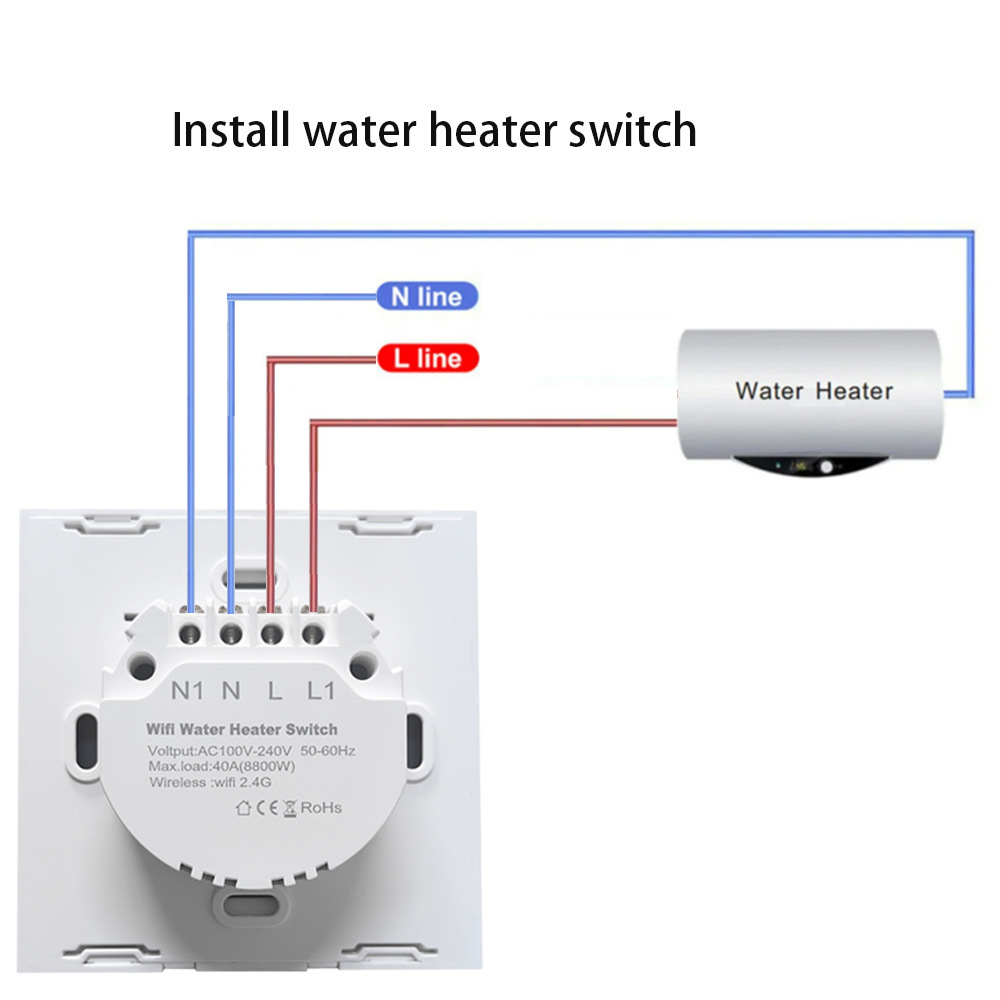 Install water heater switch
N line
L line
Water Heater
N1 N L L1
Wifi Water Heater Switch
Voltput:AC100V-240V 50-60Hz
Max.load:40A(8800W)
Wireless :wifi 2.4G
CE RoHs